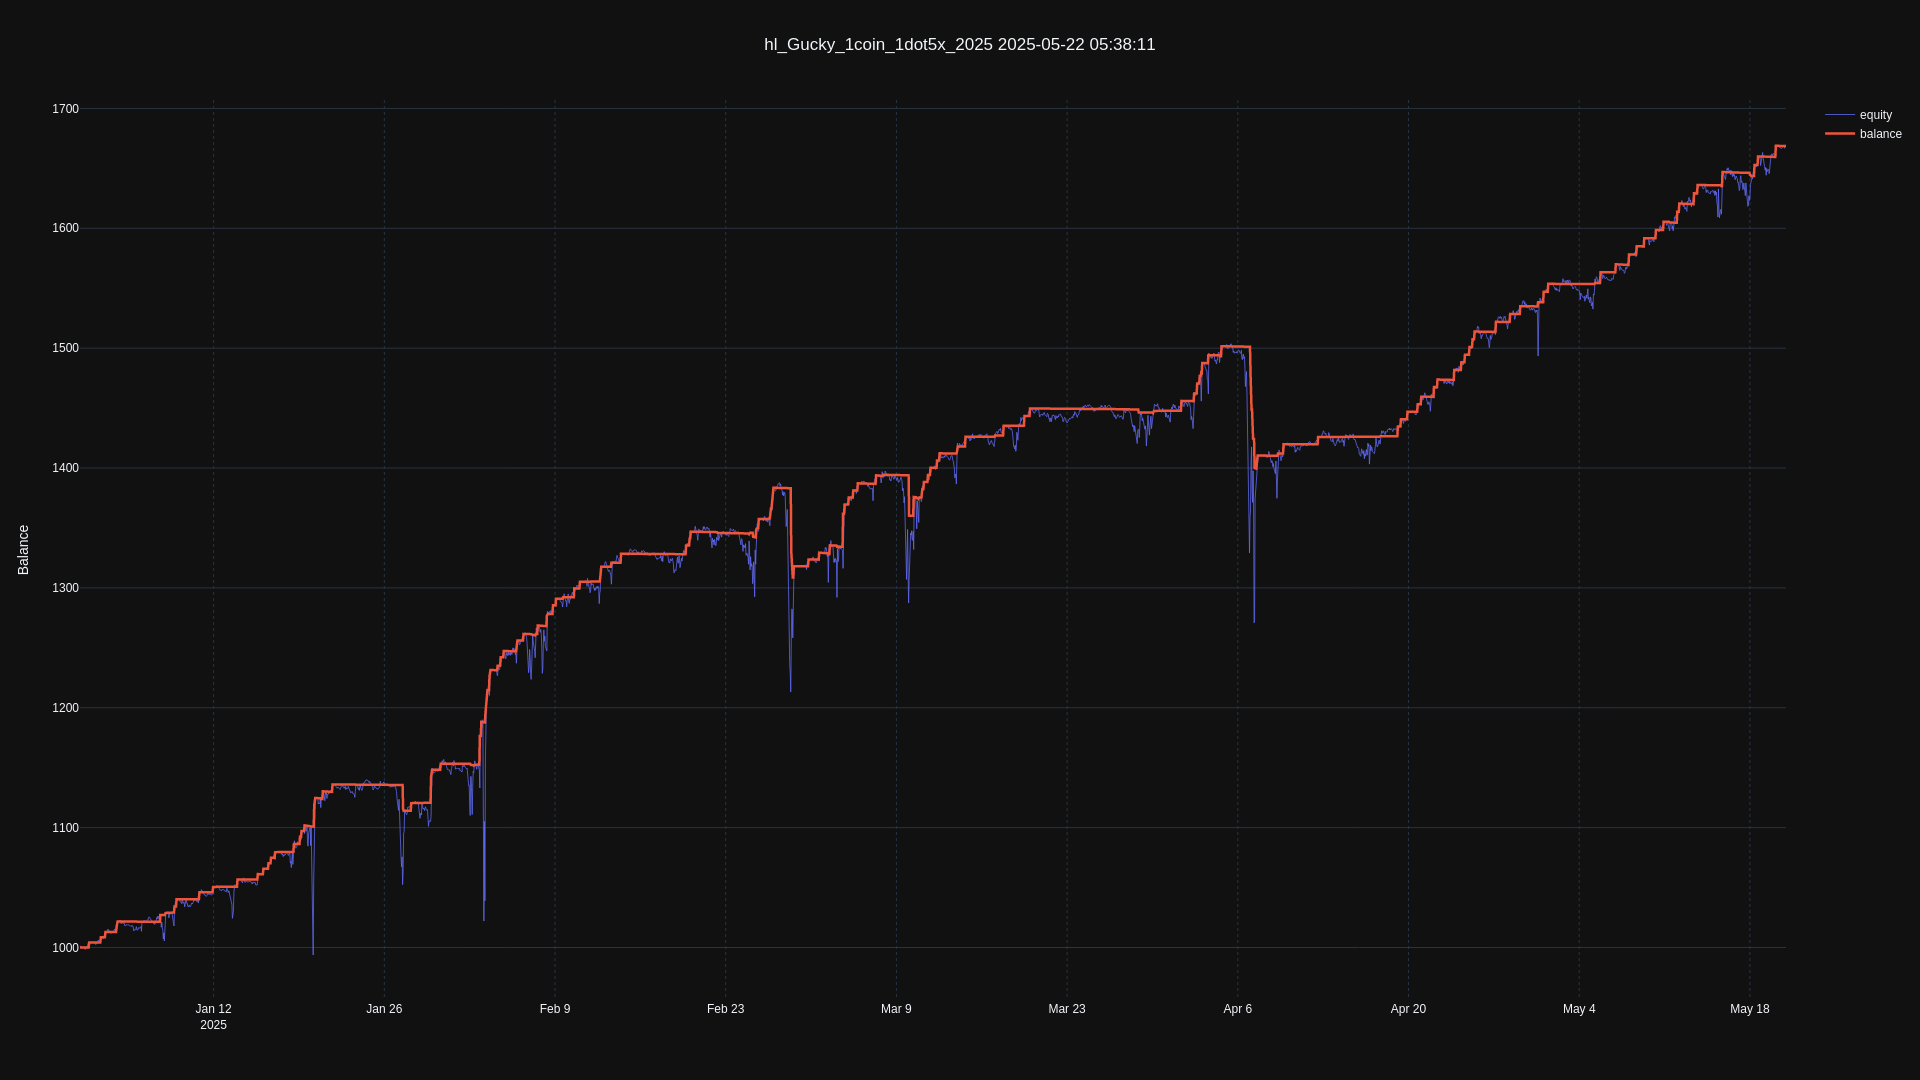 hl_Gucky_1coin_1dot5x_2025 2025-05-22 05:38:11
equity
balance
Balance
1700
1600
1500
1400
1300
1200
1100
1000
Jan 12
2025
Jan 26
Feb 9
Feb 23
Mar 9
Mar 23
Apr 6
Apr 20
May 4
May 18